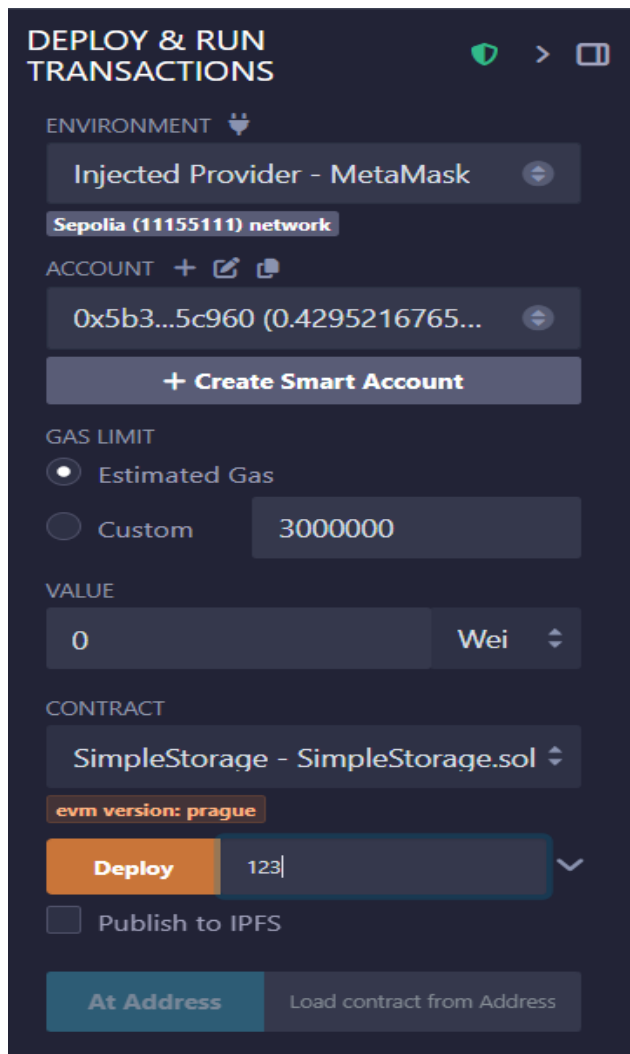 DEPLOY & RUN
TRANSACTIONS
ENVIRONMENT
Injected Provider - MetaMask
Sepolia (11155111) network
ACCOUNT
0x5b3...5c960 (0.4295216765...
+ Create Smart Account
GAS LIMIT
Estimated Gas
Custom 3000000
VALUE
0 Wei
CONTRACT
SimpleStorage - SimpleStorage.sol
evm version: prague
Deploy 123
Publish to IPFS
At Address Load contract from Address